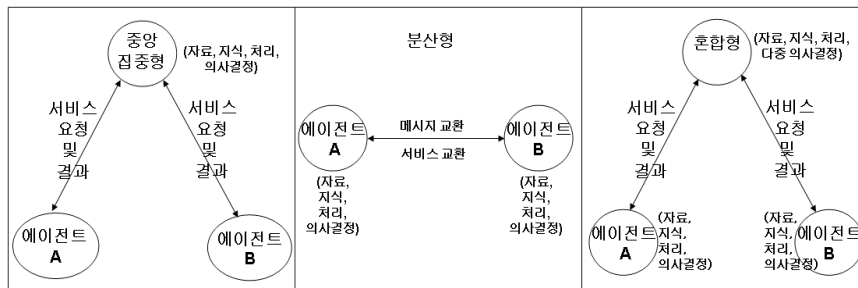 중앙
집중형
(자료, 지식, 처리,
의사결정)
서비스
요청
및
결과
서비스
요청
및
결과
에이전트
A
에이전트
B
분산형
에이전트
A
메시지 교환
서비스 교환
에이전트
B
(자료,
지식,
처리,
의사결정)
(자료,
지식,
처리,
의사결정)
혼합형
(자료, 지식, 처리,
다중 의사결정)
서비스
요청
및
결과
서비스
요청
및
결과
에이전트
A
(자료,
지식,
처리,
의사결정)
(자료,
지식,
처리,
의사결정)
에이전트
B